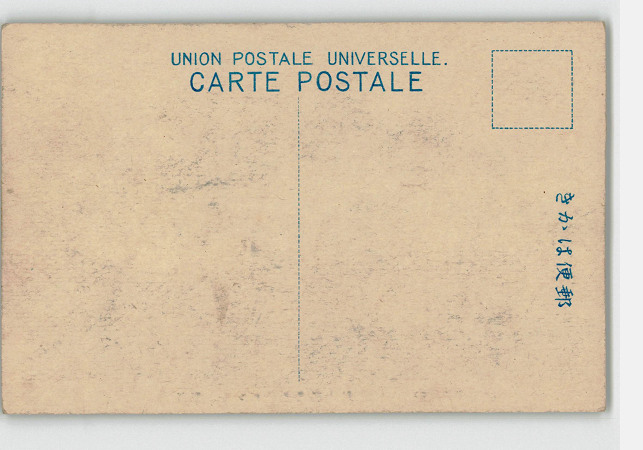 UNION POSTALE UNIVERSELLE.
CARTE POSTALE
郵便はかき